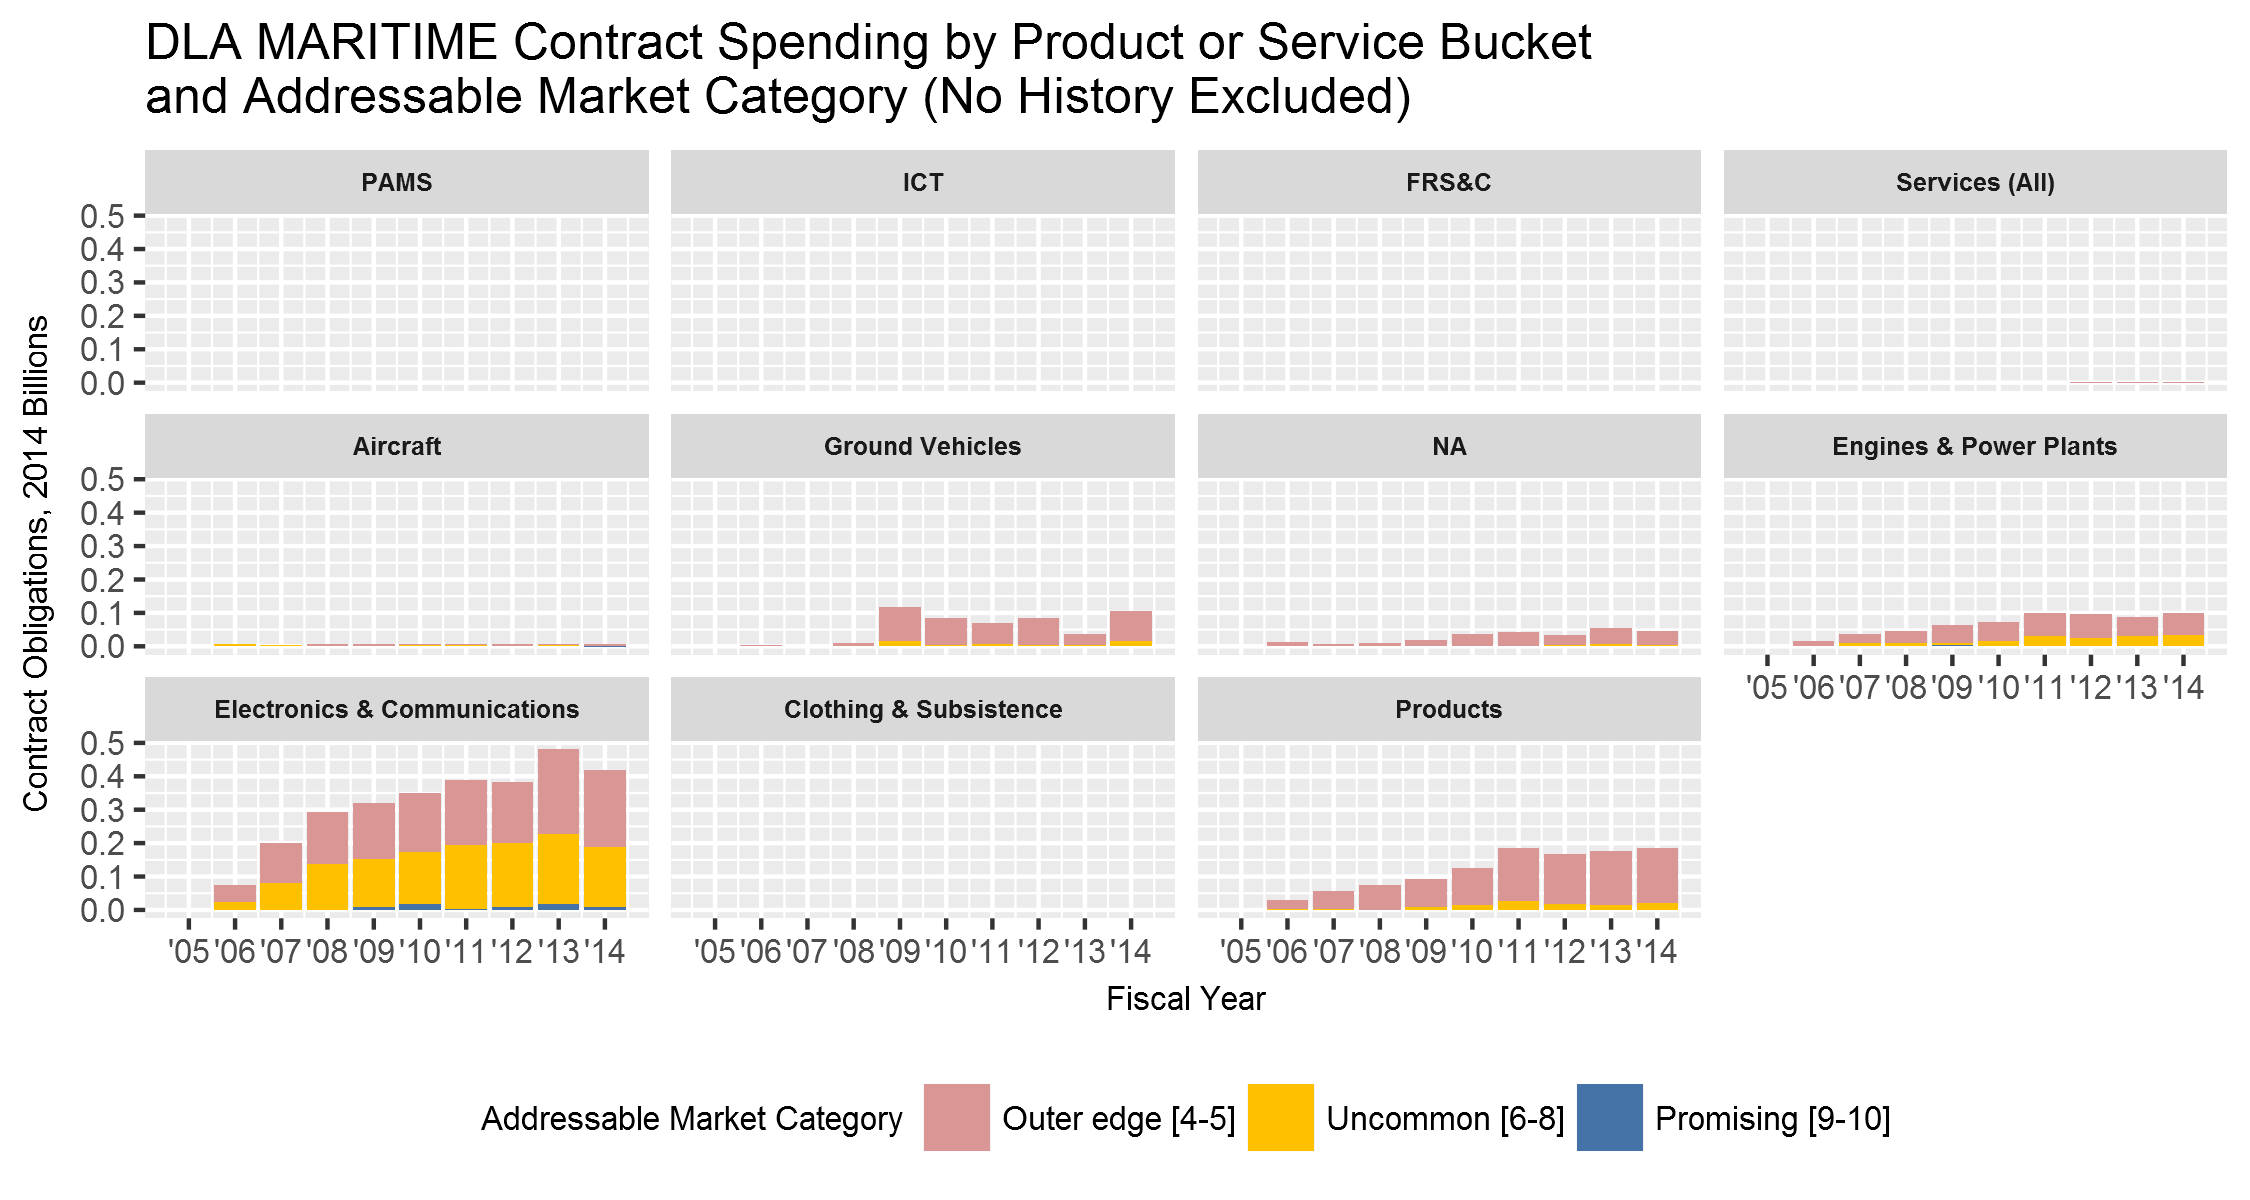 DLA MARITIME Contract Spending by Product or Service Bucket
and Addressable Market Category (No History Excluded)
Contract Obligations, 2014 Billions
PAMS
ICT
FRS&C
Services (All)
0.5
0.4
0.3
0.2
0.1
0.0
Aircraft
Ground Vehicles
NA
Engines & Power Plants
0.5
0.4
0.3
0.2
0.1
0.0
'05 '06 '07 '08 '09 '10 '11 '12 '13 '14
Electronics & Communications
Clothing & Subsistence
Products
0.5
0.4
0.3
0.2
0.1
0.0
'05 '06 '07 '08 '09 '10 '11 '12 '13 '14
'05 '06 '07 '08 '09 '10 '11 '12 '13 '14
'05 '06 '07 '08 '09 '10 '11 '12 '13 '14
Fiscal Year
Addressable Market Category
Outer edge [4-5]
Uncommon [6-8]
Promising [9-10]